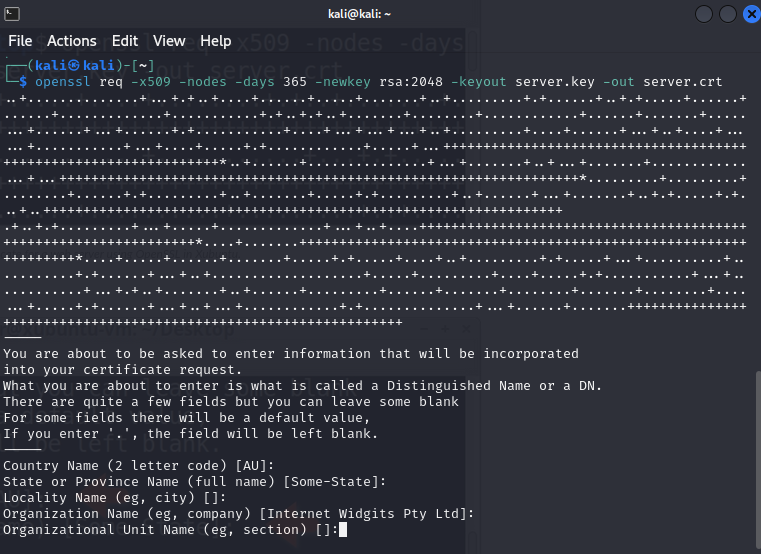 kali@kali: ~
File Actions Edit View Help
┌──(kali㉿kali)-[~]
└─$ openssl req -x509 -nodes -days 365 -newkey rsa:2048 -keyout server.key -out server.crt
-----
You are about to be asked to enter information that will be incorporated
into your certificate request.
What you are about to enter is what is called a Distinguished Name or a DN.
There are quite a few fields but you can leave some blank
For some fields there will be a default value,
If you enter '.', the field will be left blank.
-----
Country Name (2 letter code) [AU]:
State or Province Name (full name) [Some-State]:
Locality Name (eg, city) []:
Organization Name (eg, company) [Internet Widgits Pty Ltd]:
Organizational Unit Name (eg, section) []: